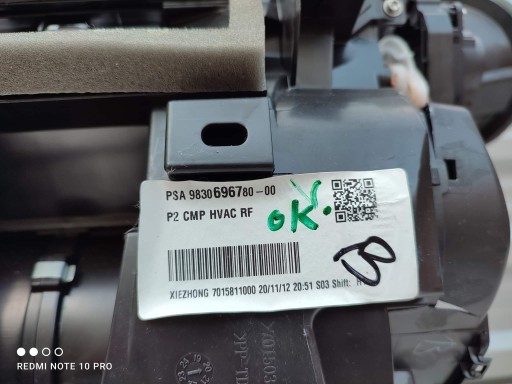 PSA 9830696780-00
P2 CMP HVAC RF
OK.
XIEZHONG 7015811000 20/11/12 20:51 S03 Shift:
REDMI NOTE 10 PRO